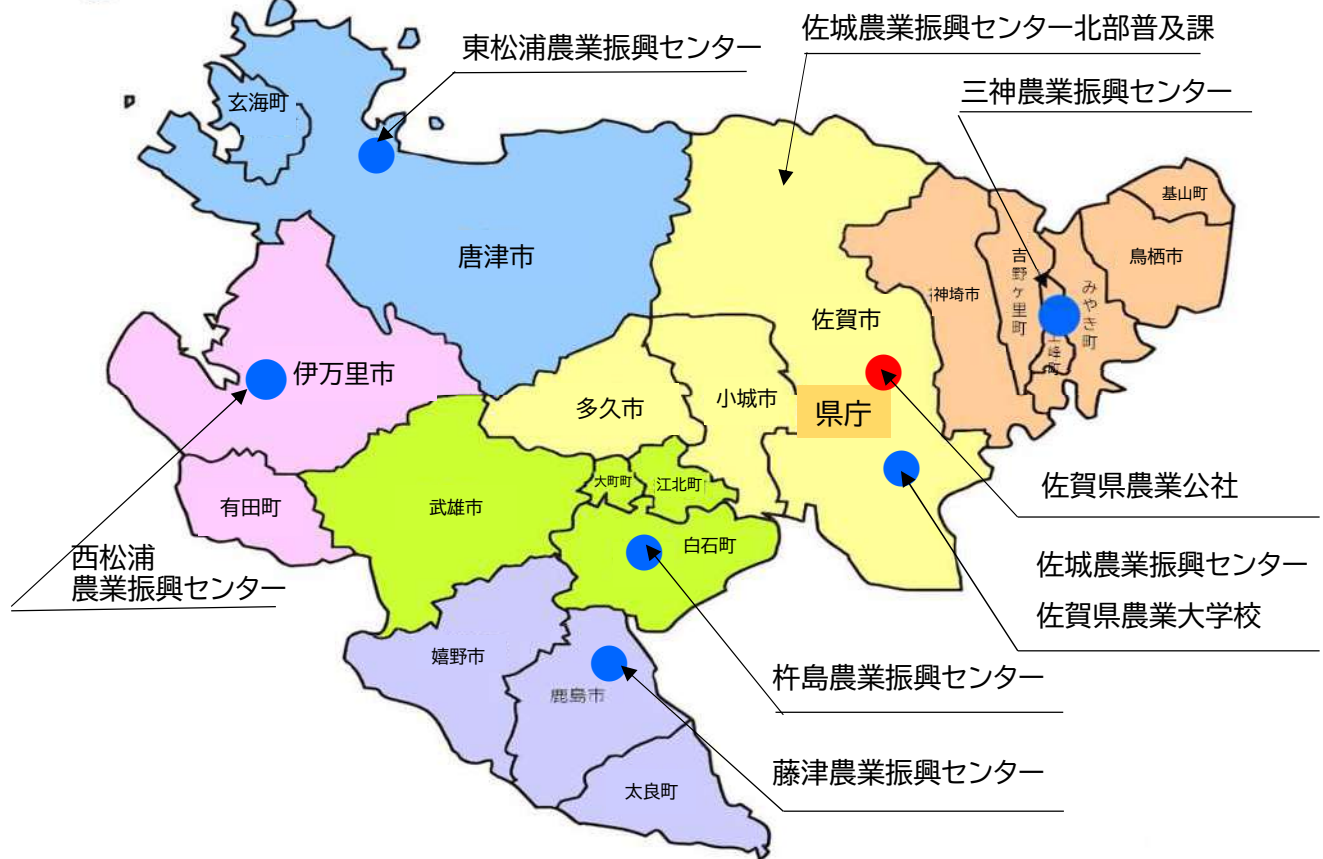 佐城農業振興センター北部普及課
東松浦農業振興センター
三神農業振興センター
玄海町
基山町
鳥栖市
唐津市
吉野ヶ里町
みやき町
神埼市
佐賀市
伊万里市
多久市
小城市
県庁
上峰町
大町町
江北町
有田町
武雄市
佐賀県農業公社
白石町
西松浦
農業振興センター
佐城農業振興センター
佐賀県農業大学校
嬉野市
杵島農業振興センター
鹿島市
藤津農業振興センター
太良町